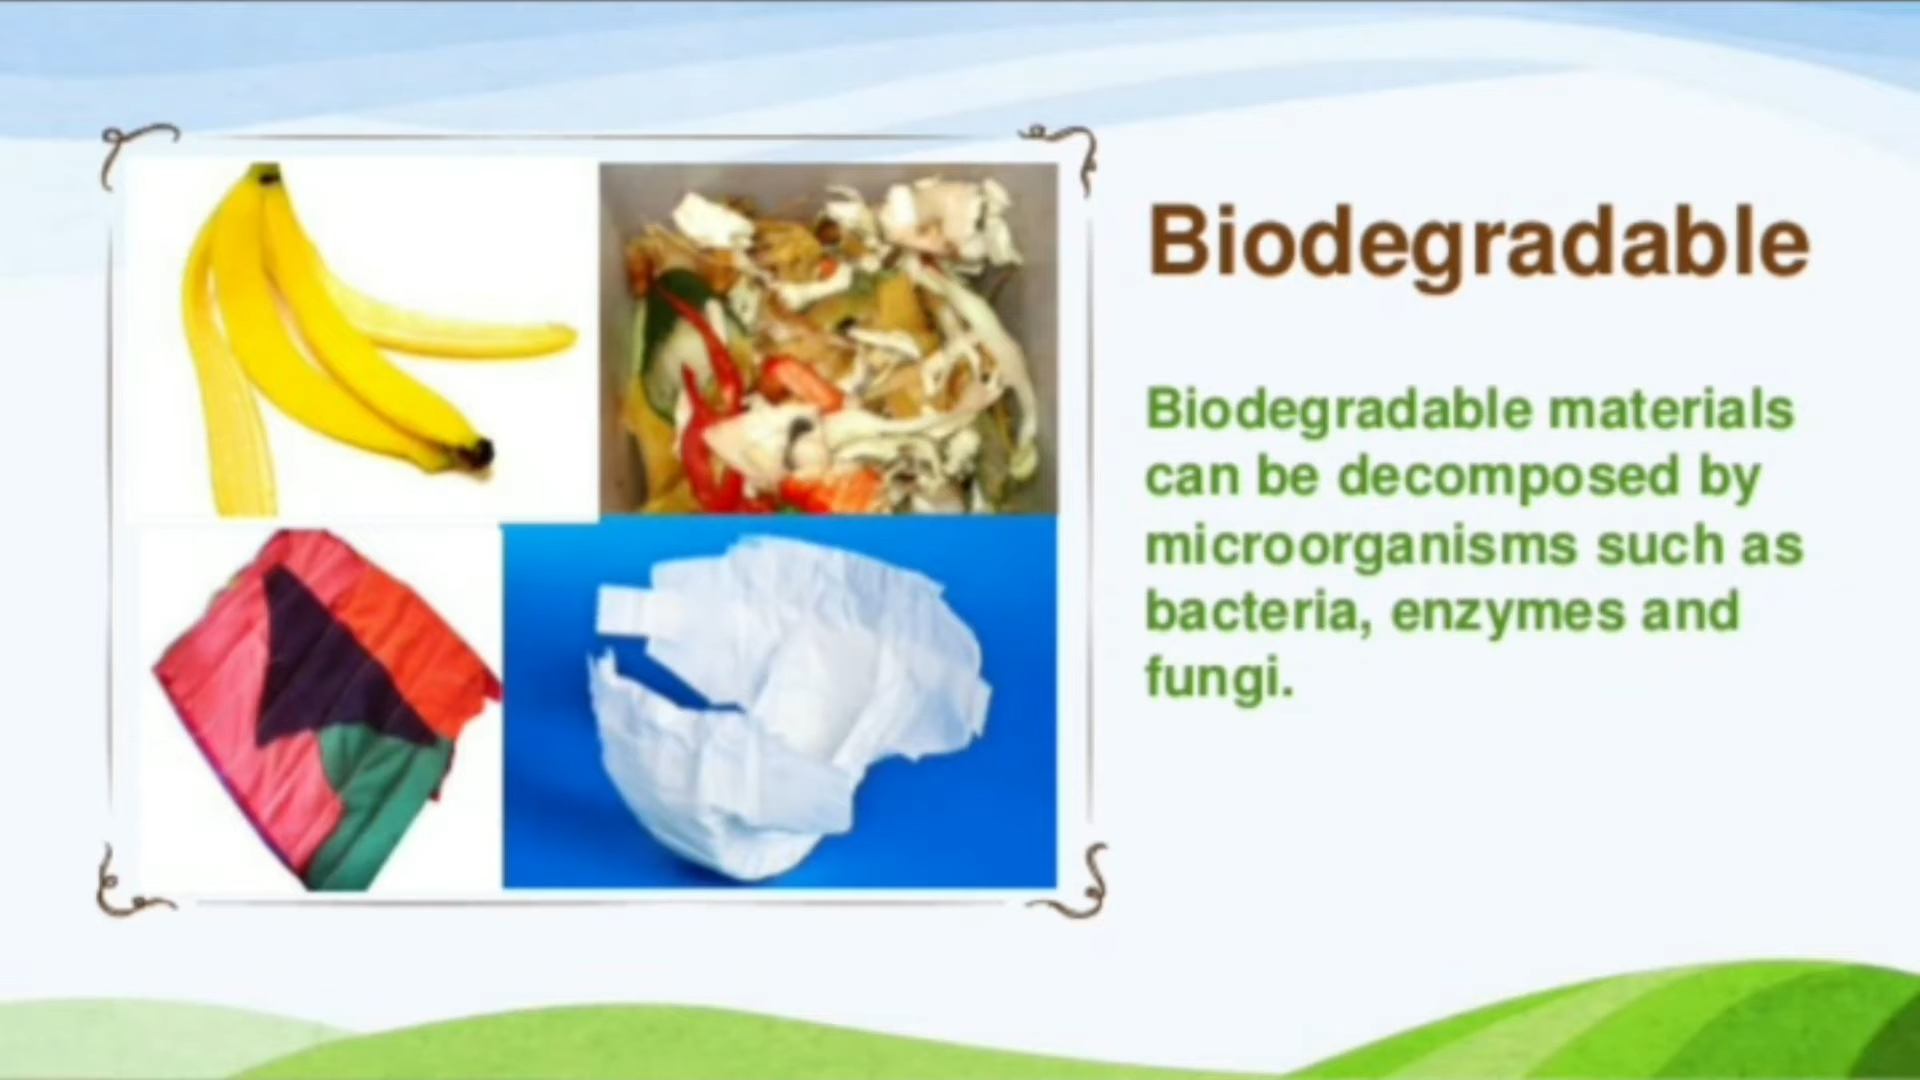 Biodegradable
Biodegradable materials
can be decomposed by
microorganisms such as
bacteria, enzymes and
fungi.